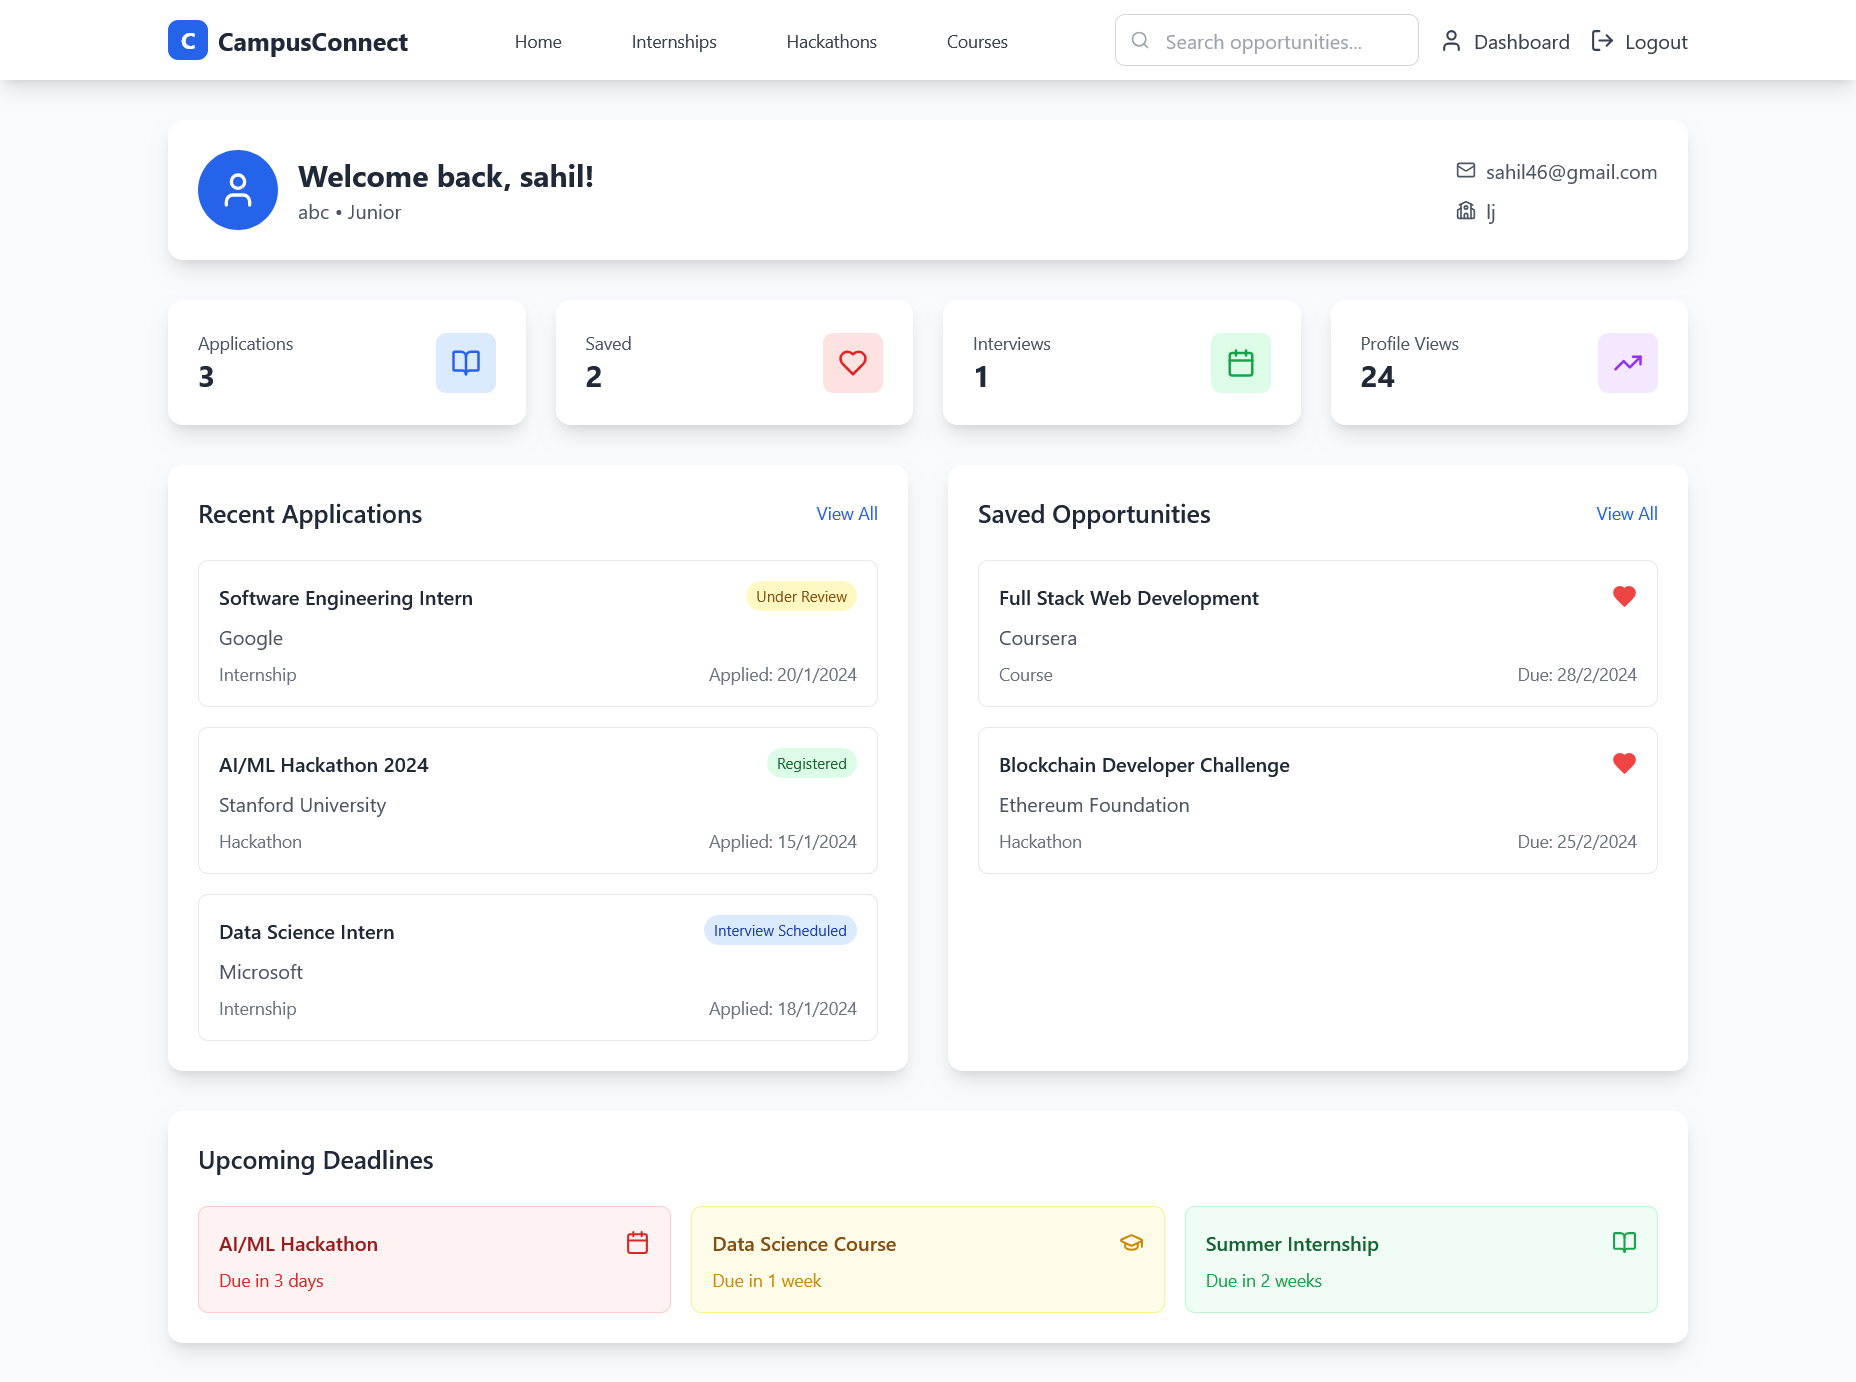 C CampusConnect Home Internships Hackathons Courses Search opportunities... Dashboard Logout
Welcome back, sahil!
abc • Junior
sahil46@gmail.com
lj
Applications
3
Saved
2
Interviews
1
Profile Views
24
Recent Applications View All
Software Engineering Intern Under Review
Google
Internship Applied: 20/1/2024
AI/ML Hackathon 2024 Registered
Stanford University
Hackathon Applied: 15/1/2024
Data Science Intern Interview Scheduled
Microsoft
Internship Applied: 18/1/2024
Saved Opportunities View All
Full Stack Web Development
Coursera
Course Due: 28/2/2024
Blockchain Developer Challenge
Ethereum Foundation
Hackathon Due: 25/2/2024
Upcoming Deadlines
AI/ML Hackathon
Due in 3 days
Data Science Course
Due in 1 week
Summer Internship
Due in 2 weeks